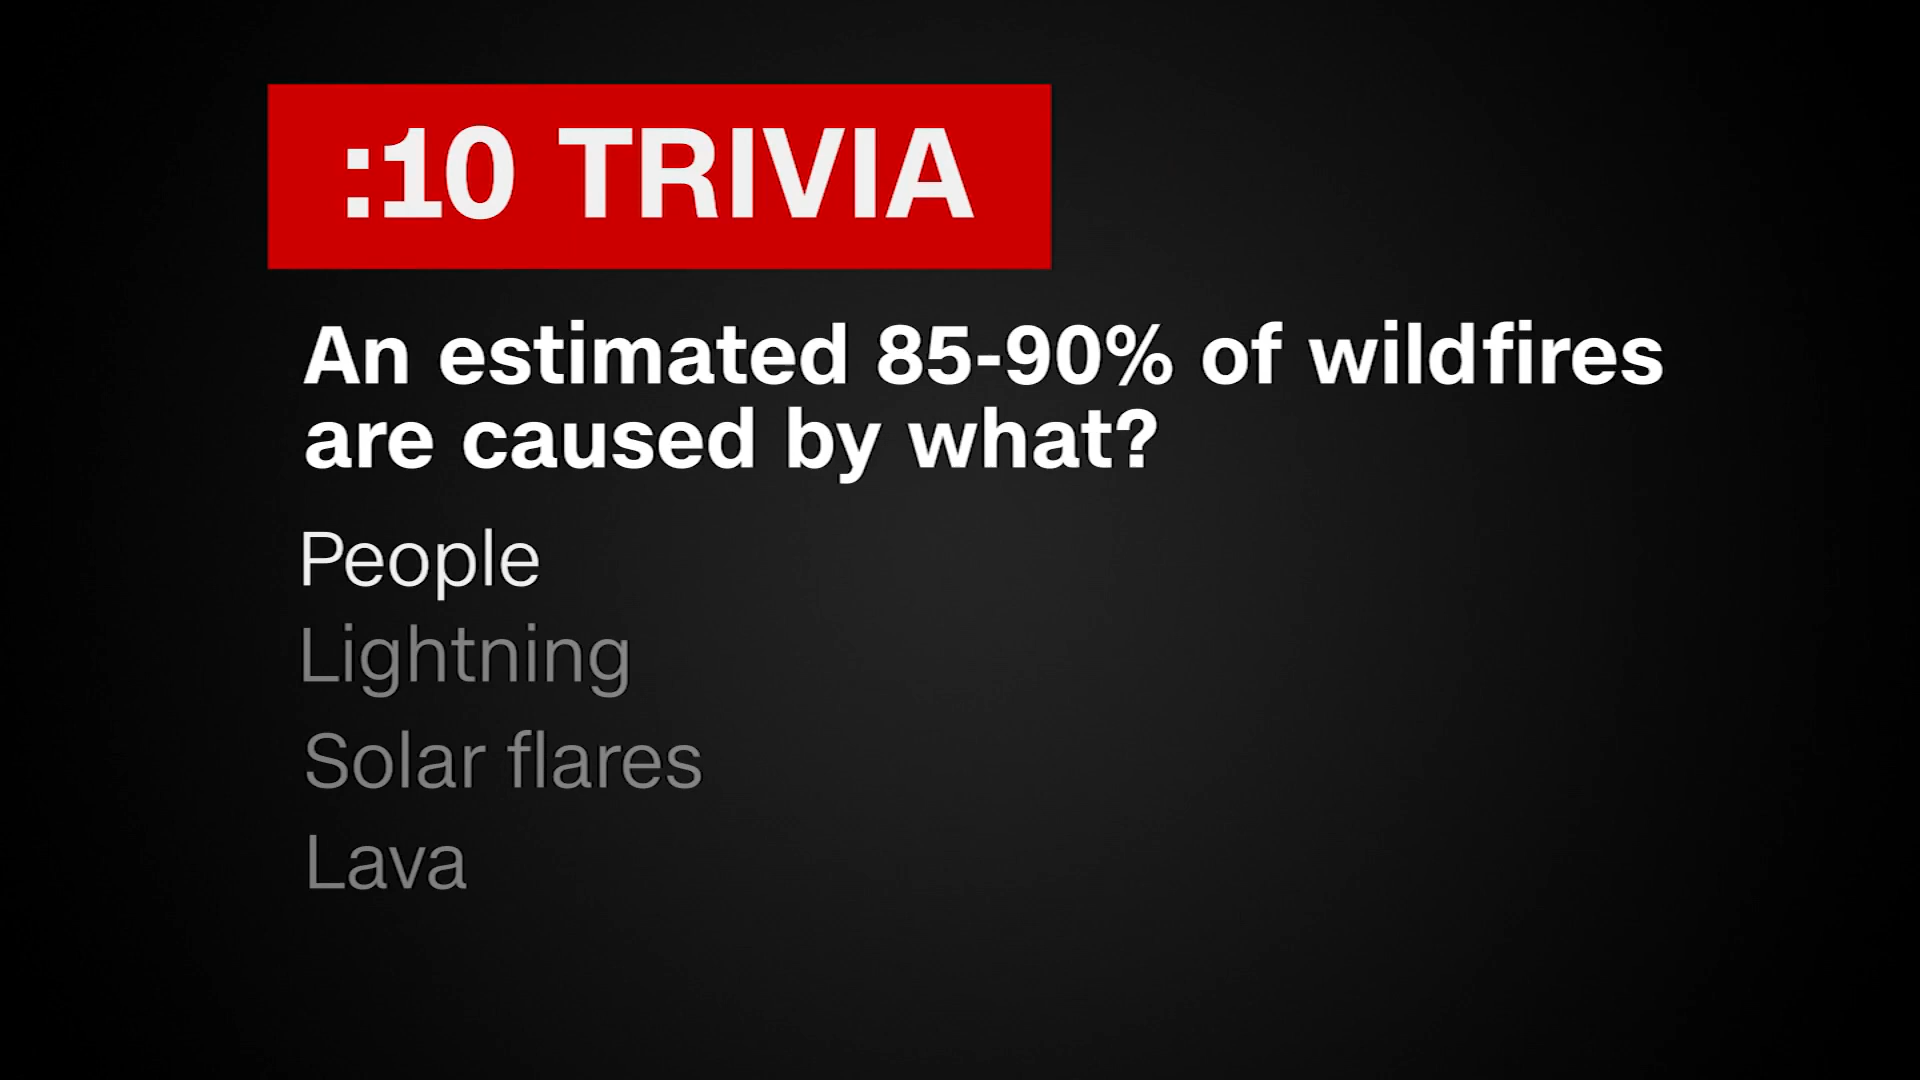 :10 TRIVIA
An estimated 85-90% of wildfires
are caused by what?
People
Lightning
Solar flares
Lava